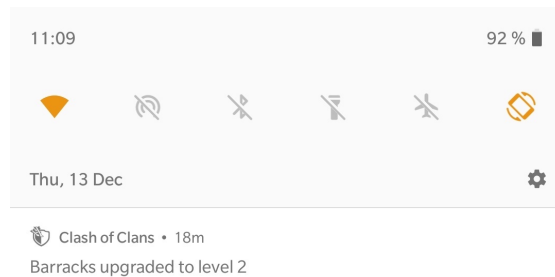 11:09
92 %
Thu, 13 Dec
Clash of Clans • 18m
Barracks upgraded to level 2